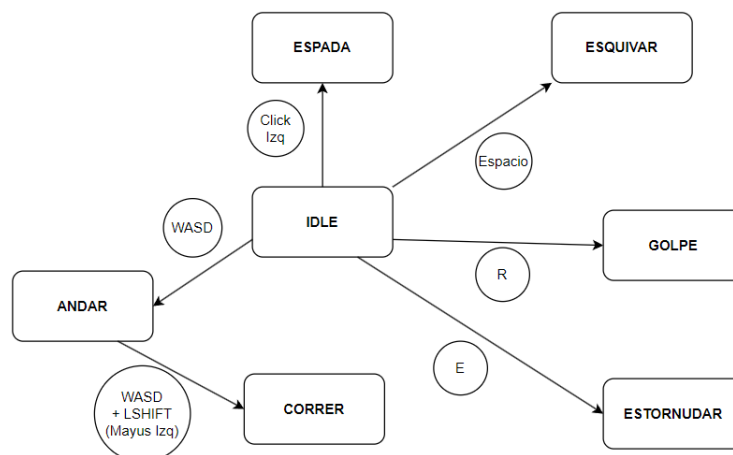 ESPADA
ESQUIVAR
Click
Izq
Espacio
IDLE
WASD
GOLPE
R
ANDAR
E
WASD
+ LSHIFT
(Mayus Izq)
CORRER
ESTORNUDAR